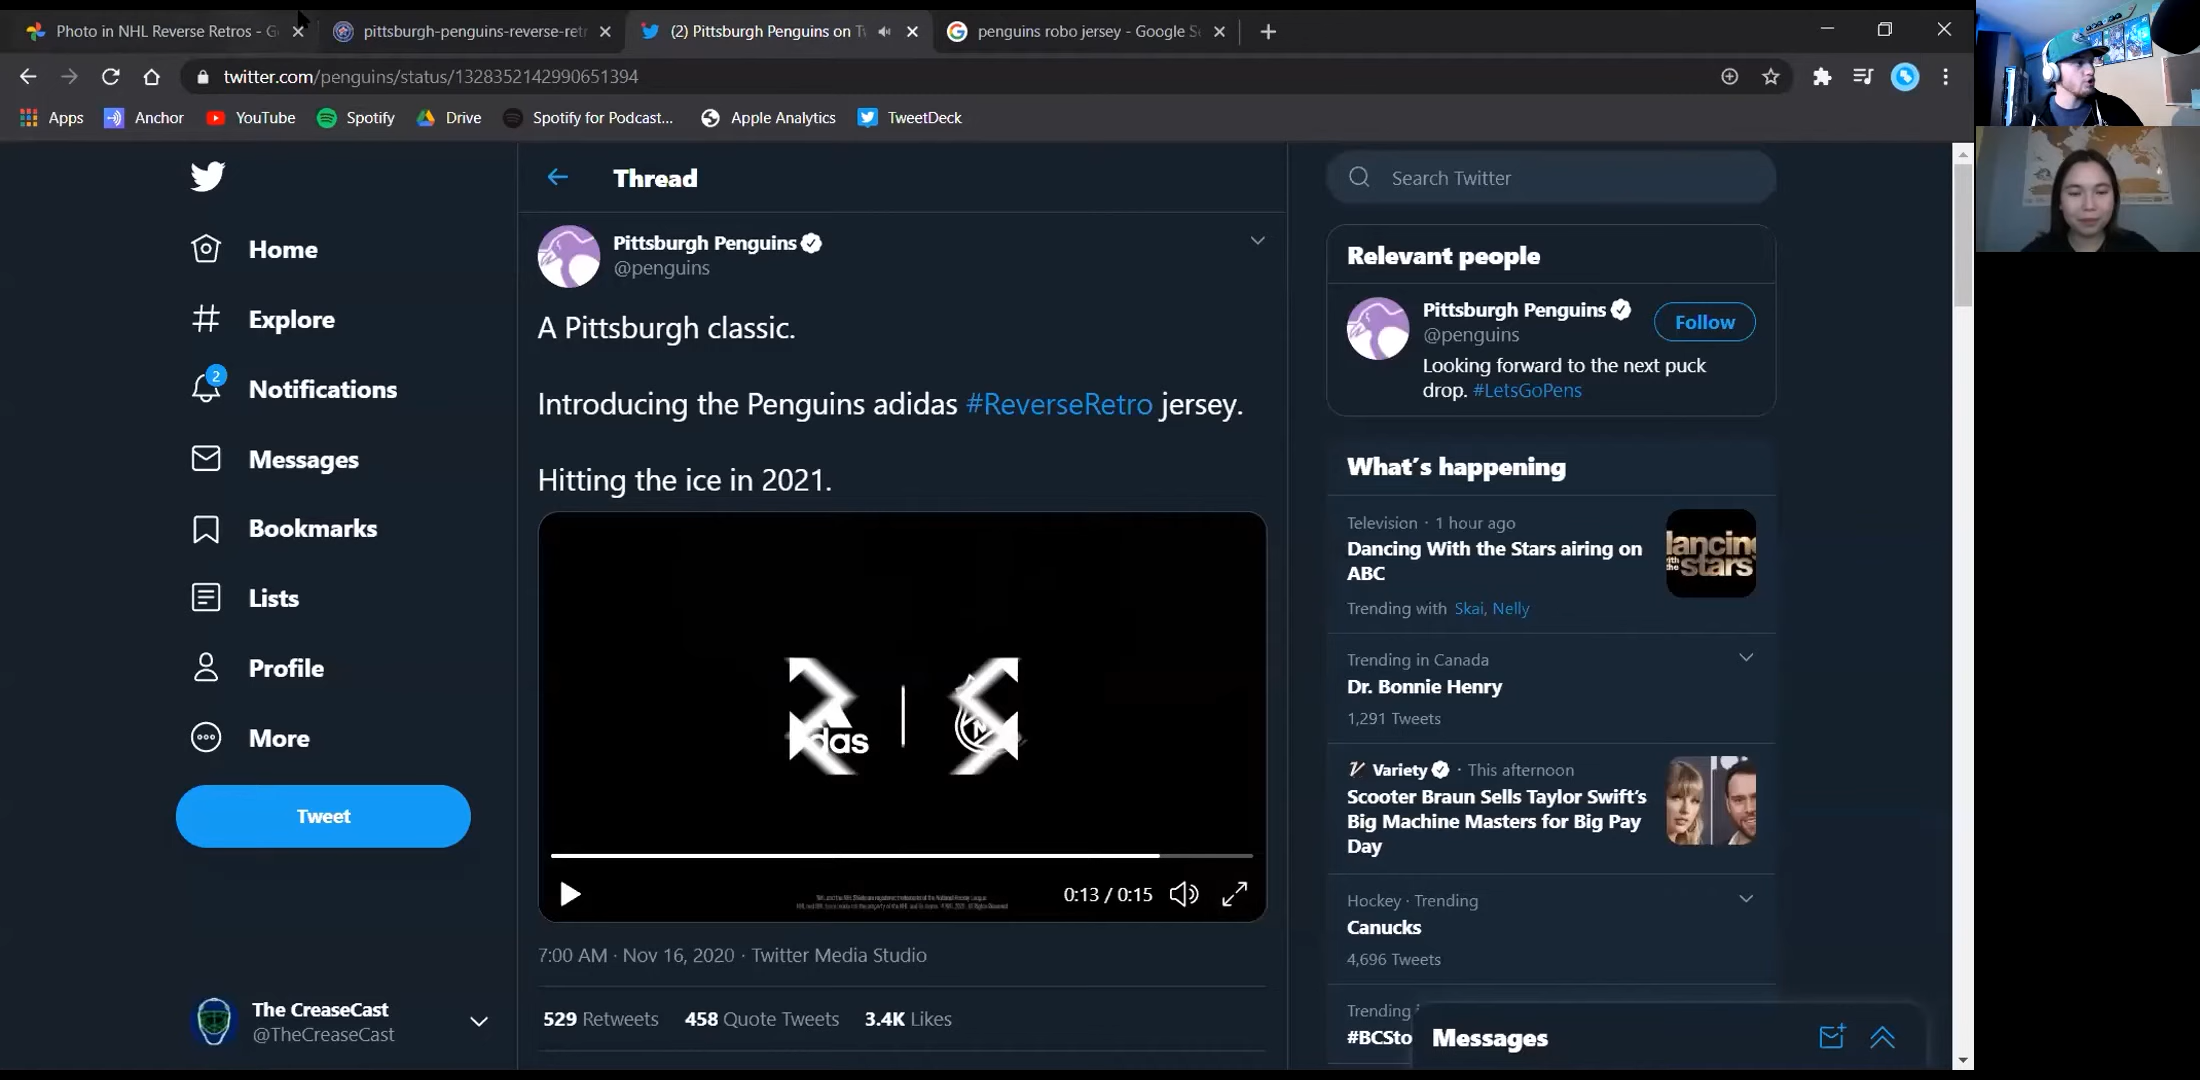 Photo in NHL Reverse Retros - G
pittsburgh-penguins-reverse-retr
(2) Pittsburgh Penguins on T
penguins robo jersey - Google S
twitter.com/penguins/status/1328352142990651394
Apps
Anchor
YouTube
Spotify
Drive
Spotify for Podcast...
Apple Analytics
TweetDeck
Home
Explore
2
Notifications
Messages
Bookmarks
Lists
Profile
More
Tweet
The CreaseCast
@TheCreaseCast
Thread
Pittsburgh Penguins
@penguins
A Pittsburgh classic.
Introducing the Penguins adidas #ReverseRetro jersey.
Hitting the ice in 2021.
das
0:13 / 0:15
7:00 AM · Nov 16, 2020 · Twitter Media Studio
529 Retweets 458 Quote Tweets 3.4K Likes
Search Twitter
Relevant people
Pittsburgh Penguins
@penguins
Follow
Looking forward to the next puck
drop. #LetsGoPens
What's happening
Television · 1 hour ago
Dancing With the Stars airing on
ABC
Trending with Skai, Nelly
dancing
with the
stars
Trending in Canada
Dr. Bonnie Henry
1,291 Tweets
Variety · This afternoon
Scooter Braun Sells Taylor Swift's
Big Machine Masters for Big Pay
Day
Hockey · Trending
Canucks
4,696 Tweets
Trending
#BCSto
Messages